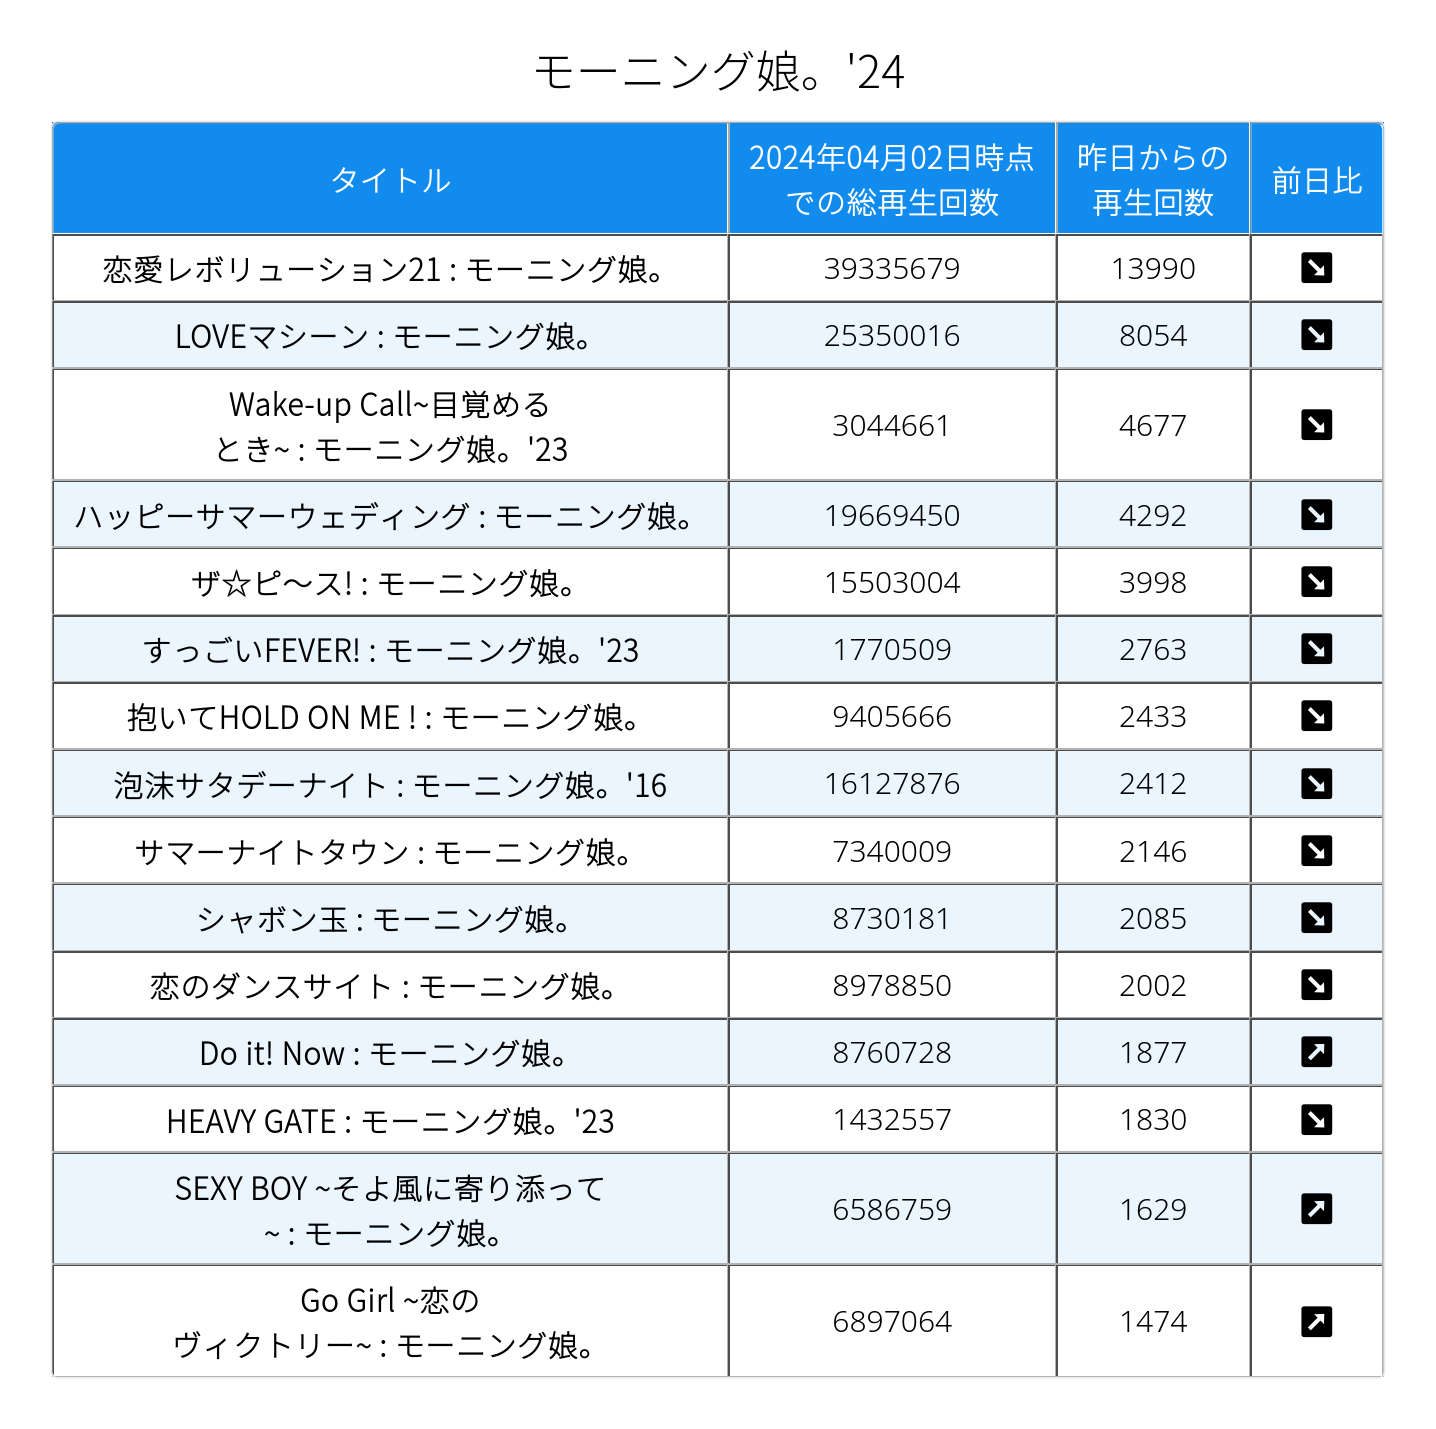 モーニング娘。'24
タイトル
2024年04月02日時点
での総再生回数
昨日からの
再生回数
前日比
恋愛レボリューション21 : モーニング娘。
39335679
13990
LOVEマシーン : モーニング娘。
25350016
8054
Wake-up Call~目覚める
とき~ : モーニング娘。'23
3044661
4677
ハッピーサマーウェディング : モーニング娘。
19669450
4292
ザ☆ピ〜ス! : モーニング娘。
15503004
3998
すっごいFEVER! : モーニング娘。'23
1770509
2763
抱いてHOLD ON ME ! : モーニング娘。
9405666
2433
泡沫サタデーナイト : モーニング娘。'16
16127876
2412
サマーナイトタウン : モーニング娘。
7340009
2146
シャボン玉 : モーニング娘。
8730181
2085
恋のダンスサイト : モーニング娘。
8978850
2002
Do it! Now : モーニング娘。
8760728
1877
HEAVY GATE : モーニング娘。'23
1432557
1830
SEXY BOY ~そよ風に寄り添って
~ : モーニング娘。
6586759
1629
Go Girl ~恋の
ヴィクトリー~ : モーニング娘。
6897064
1474